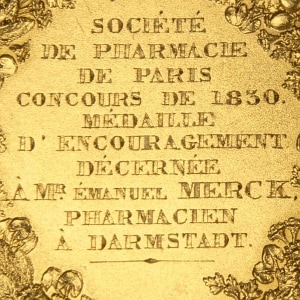 SOCIÉTÉ
DE PHARMACIE
DE PARIS
CONCOURS DE 1830.
MÉDAILLE
D'ENCOURAGEMENT
DÉCERNÉE
À MR. ÉMANUEL MERCK,
PHARMACIEN
À DARMSTADT.